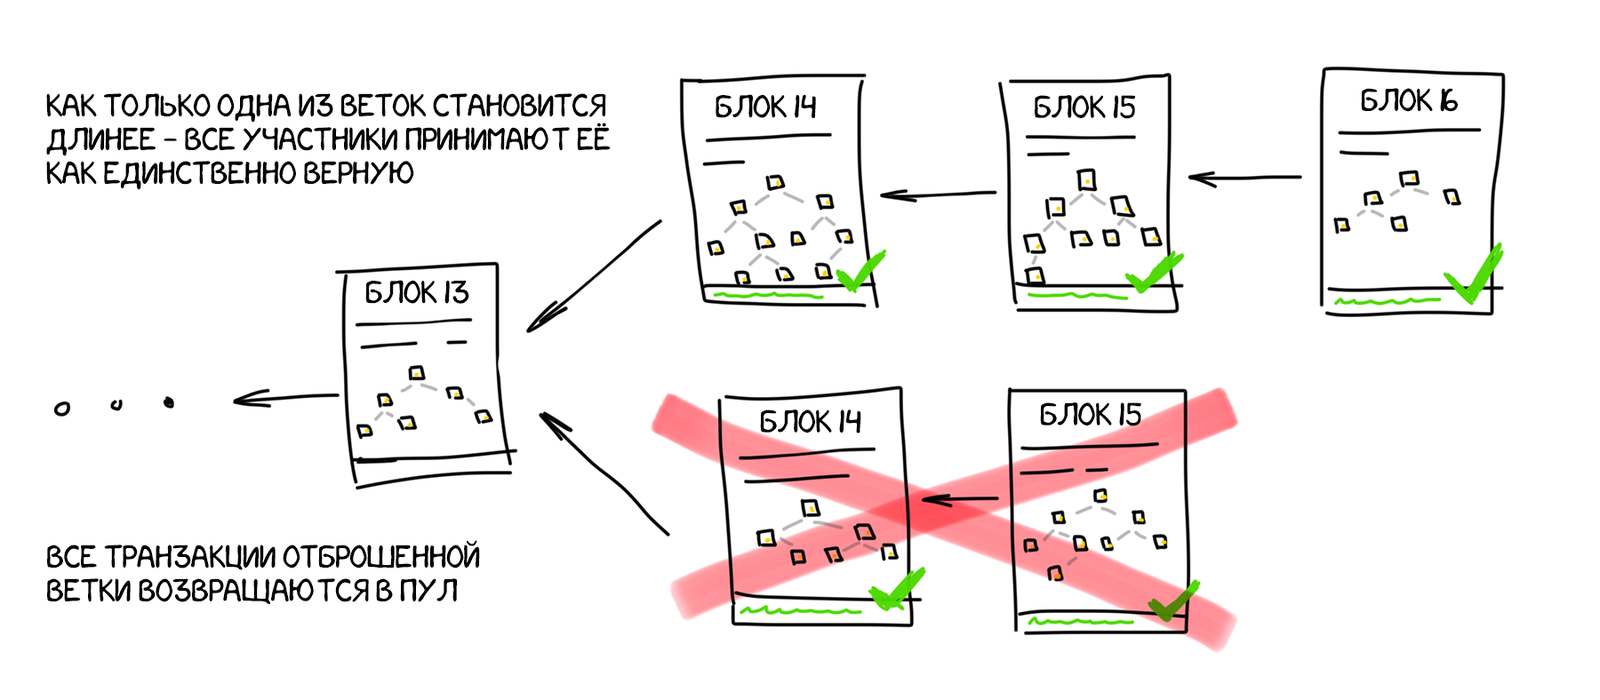 КАК ТОЛЬКО ОДНА ИЗ ВЕТОК СТАНОВИТСЯ
ДЛИНЕЕ – ВСЕ УЧАСТНИКИ ПРИНИМАЮТ ЕЁ
КАК ЕДИНСТВЕННО ВЕРНУЮ
БЛОК 14
БЛОК 15
БЛОК 16
БЛОК 13
БЛОК 14
БЛОК 15
ВСЕ ТРАНЗАКЦИИ ОТБРОШЕННОЙ
ВЕТКИ ВОЗВРАЩАЮТСЯ В ПУЛ